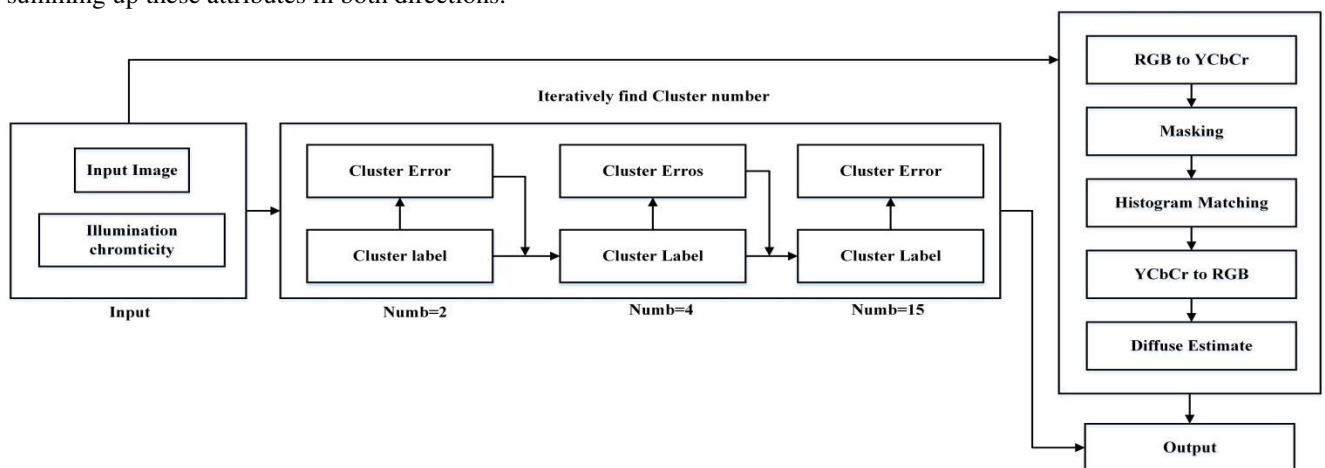 summing up these attributes in both directions.
Iteratively find Cluster number
Input Image
Illumination
chromticity
Input
Cluster Error
Cluster label
Numb=2
Cluster Erros
Cluster Label
Numb=4
Cluster Error
Cluster Label
Numb=15
RGB to YCbCr
Masking
Histogram Matching
YCbCr to RGB
Diffuse Estimate
Output